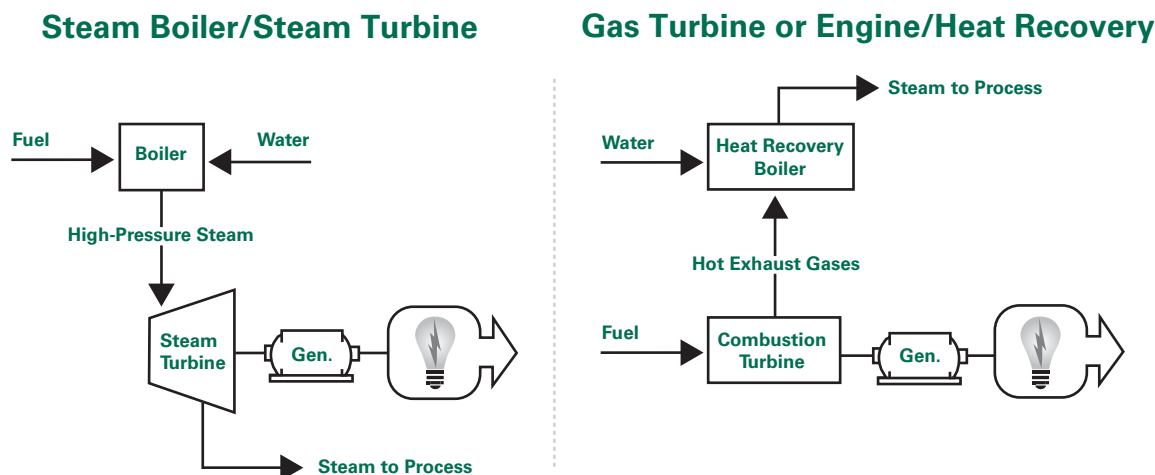 Steam Boiler/Steam Turbine
Fuel
Boiler
Water
High-Pressure Steam
Steam
Turbine
Gen.
Steam to Process
Gas Turbine or Engine/Heat Recovery
Steam to Process
Water
Heat Recovery
Boiler
Hot Exhaust Gases
Fuel
Combustion
Turbine
Gen.